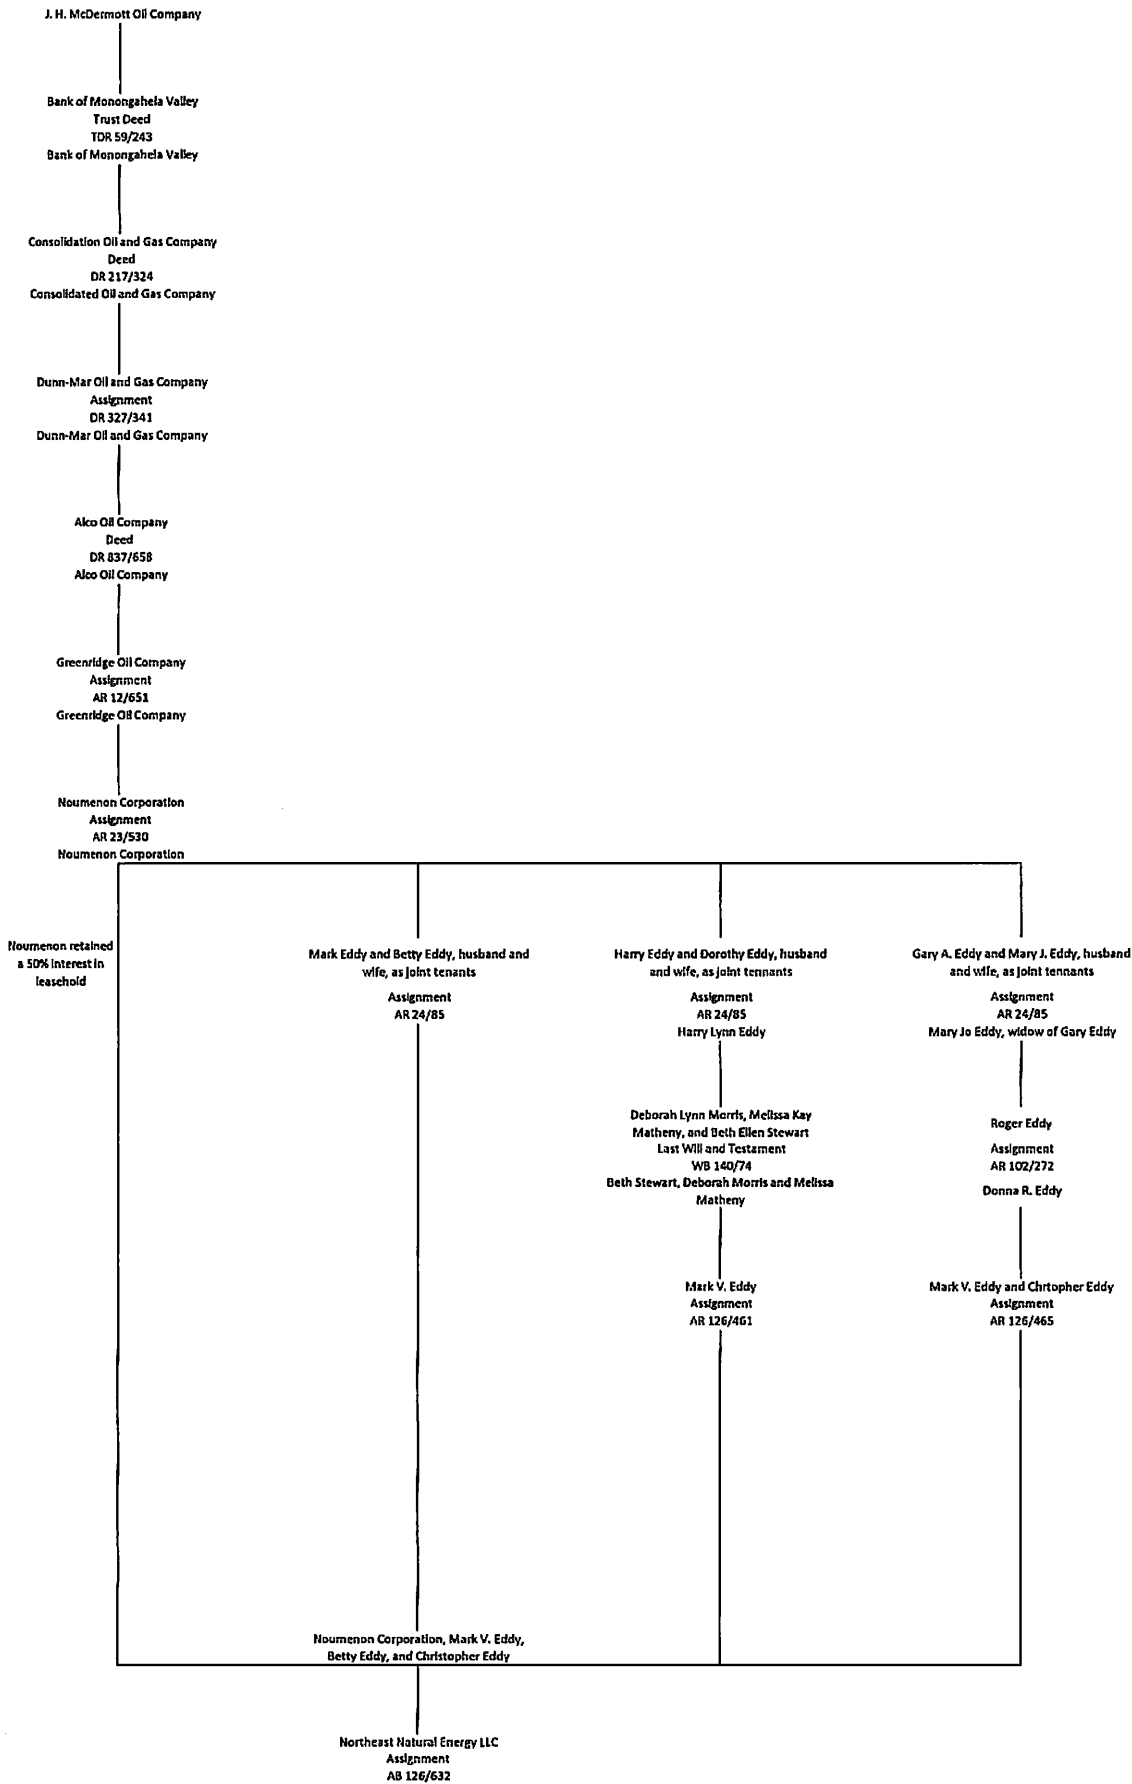 J. H. McDermott Oil Company
Bank of Monongahela Valley
Trust Deed
TDR 59/243
Bank of Monongahela Valley
Consolidation Oil and Gas Company
Deed
DR 217/324
Consolidated Oil and Gas Company
Dunn-Mar Oil and Gas Company
Assignment
DR 327/341
Dunn-Mar Oil and Gas Company
Alco Oil Company
Deed
DR 837/658
Alco Oil Company
Greenridge Oil Company
Assignment
AR 12/651
Greenridge Oil Company
Noumenon Corporation
Assignment
AR 23/530
Noumenon Corporation
Noumenon retained
a 50% interest in
leasehold
Mark Eddy and Betty Eddy, husband and
wife, as joint tenants
Assignment
AR 24/85
Harry Eddy and Dorothy Eddy, husband
and wife, as joint tennants
Assignment
AR 24/85
Harry Lynn Eddy
Gary A. Eddy and Mary J. Eddy, husband
and wife, as joint tennants
Assignment
AR 24/85
Mary Jo Eddy, widow of Gary Eddy
Deborah Lynn Morris, Melissa Kay
Matheny, and Beth Ellen Stewart
Last Will and Testament
WB 140/74
Beth Stewart, Deborah Morris and Melissa
Matheny
Roger Eddy
Assignment
AR 102/272
Donna R. Eddy
Mark V. Eddy
Assignment
AR 126/461
Mark V. Eddy and Chrtopher Eddy
Assignment
AR 126/465
Noumenon Corporation, Mark V. Eddy,
Betty Eddy, and Christopher Eddy
Northeast Natural Energy LLC
Assignment
AB 126/632